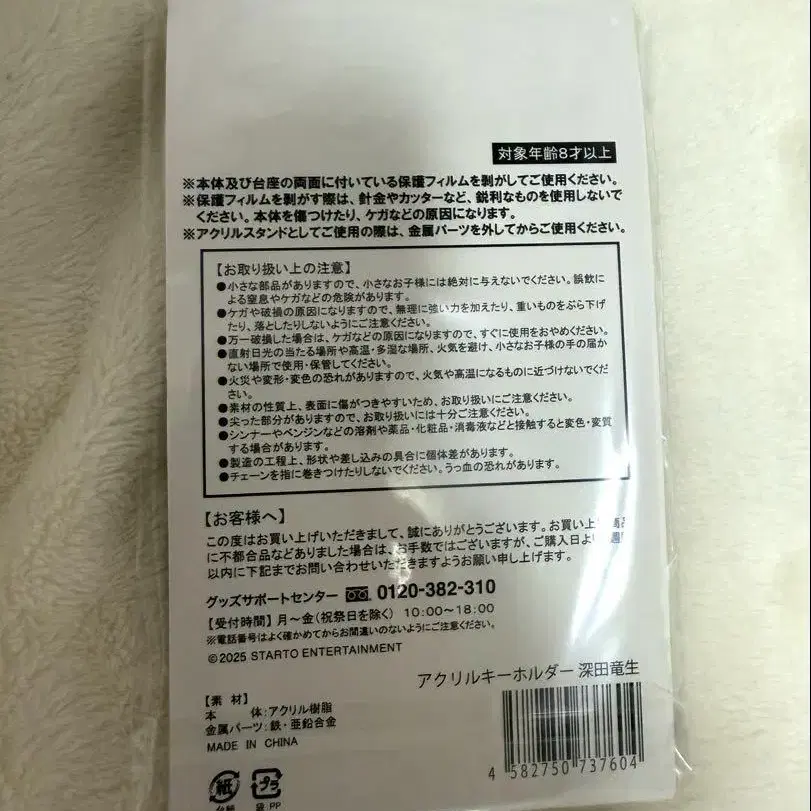 対象年齢8才以上
※本体及び台座の両面に付いている保護フィルムを剥がしてご使用ください。
※保護フィルムを剥がす際は、針金やカッターなど、鋭利なものを使用しないで
ください。本体を傷つけたり、ケガなどの原因になります。
※アクリルスタンドとしてご使用の際は、金属パーツを外してからご使用ください。
【お取り扱い上の注意】
●小さな部品がありますので、小さなお子様には絶対に与えないでください。誤飲に
よる窒息やケガなどの危険があります。
●ケガや破損の原因になりますので、無理に強い力を加えたり、重いものをぶら下げ
たり、落としたりしないようにご注意ください。
●万一破損した場合は、ケガなどの原因になりますので、すぐに使用をおやめください。
●直射日光の当たる場所や高温・多湿な場所、火気を避け、小さなお子様の手の届か
ない場所で使用・保管してください。
●火災や変形・変色の恐れがありますので、火気や高温になるものに近づけないでくだ
さい。
●素材の性質上、表面に傷がつきやすいため、お取り扱いにご注意ください。
●尖った部分がありますので、お取り扱いには十分ご注意ください。
●シンナーやベンジンなどの溶剤や薬品・化粧品・消毒液などと接触すると変色・変質
する場合があります。
●製造の工程上、形状や差し込みの具合に個体差があります。
●チェーンを指に巻きつけたりしないでください。うっ血の恐れがあります。
【お客様へ】
この度はお買い上げいただきまして、誠にありがとうございます。お買い上
に不都合品などありました場合は、お手数ではございますが、ご購入日より
以内に下記までお問い合わせいただきますようお願い申し上げます。
グッズサポートセンター 0120-382-310
【受付時間】月～金(祝祭日を除く) 10:00～18:00
※電話番号はよく確かめてからお間違いのないようにご注意ください。
©2025 STARTO ENTERTAINMENT
アクリルキーホルダー 深田竜生
【素 材】
本 体:アクリル樹脂
金属パーツ:鉄・亜鉛合金
MADE IN CHINA
4 582750 737604
紙 プラ
台紙 袋 PP